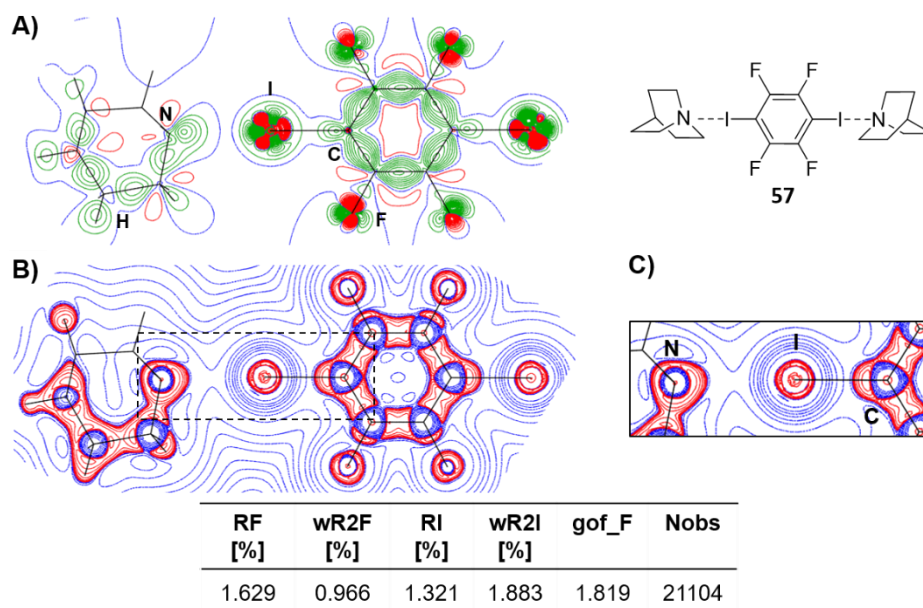 A)
I
N
C
H
F
F
F
N
I
I
N
F
F
57
B)
C)
N
I
C
RF [%] wR2F [%] RI [%] wR2I [%] gof_F Nobs
1.629 0.966 1.321 1.883 1.819 21104